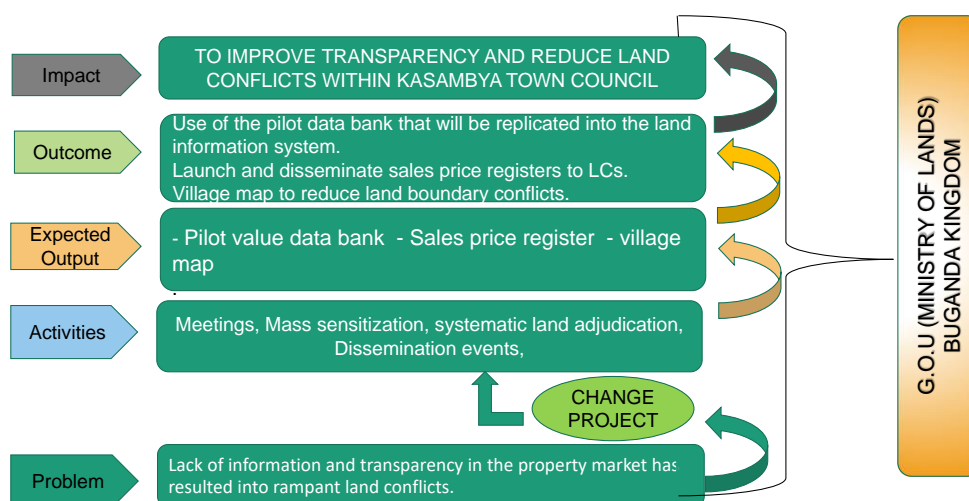 Impact
TO IMPROVE TRANSPARENCY AND REDUCE LAND
CONFLICTS WITHIN KASAMBYA TOWN COUNCIL
Outcome
Use of the pilot data bank that will be replicated into the land
information system.
Launch and disseminate sales price registers to LCs.
Village map to reduce land boundary conflicts.
Expected
Output
- Pilot value data bank - Sales price register - village
map
.
Activities
Meetings, Mass sensitization, systematic land adjudication,
Dissemination events,
CHANGE
PROJECT
Problem
Lack of information and transparency in the property market has
resulted into rampant land conflicts.
G.O.U (MINISTRY OF LANDS)
BUGANDA KINGDOM